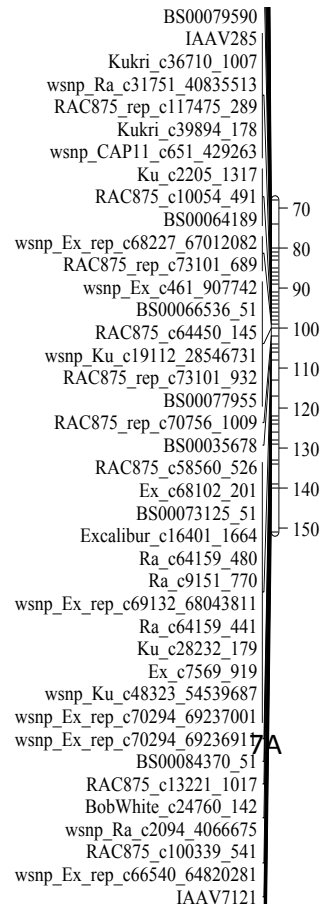 BS00079590
IAAV285
Kukri_c36710_1007
wsnp_Ra_c31751_40835513
RAC875_rep_c117475_289
Kukri_c39894_178
wsnp_CAP11_c651_429263
Ku_c2205_1317
RAC875_c10054_491
BS00064189
wsnp_Ex_rep_c68227_67012082
RAC875_rep_c73101_689
wsnp_Ex_c461_907742
BS00066536_51
RAC875_c64450_145
wsnp_Ku_c19112_28546731
RAC875_rep_c73101_932
BS00077955
RAC875_rep_c70756_1009
BS00035678
RAC875_c58560_526
Ex_c68102_201
BS00073125_51
Excalibur_c16401_1664
Ra_c64159_480
Ra_c9151_770
wsnp_Ex_rep_c69132_68043811
Ra_c64159_441
Ku_c28232_179
Ex_c7569_919
wsnp_Ku_c48323_54539687
wsnp_Ex_rep_c70294_69237001
wsnp_Ex_rep_c70294_69236911
BS00084370_51
RAC875_c13221_1017
BobWhite_c24760_142
wsnp_Ra_c2094_4066675
RAC875_c100339_541
wsnp_Ex_rep_c66540_64820281
IAAV7121
70
80
90
100
110
120
130
140
150
7A